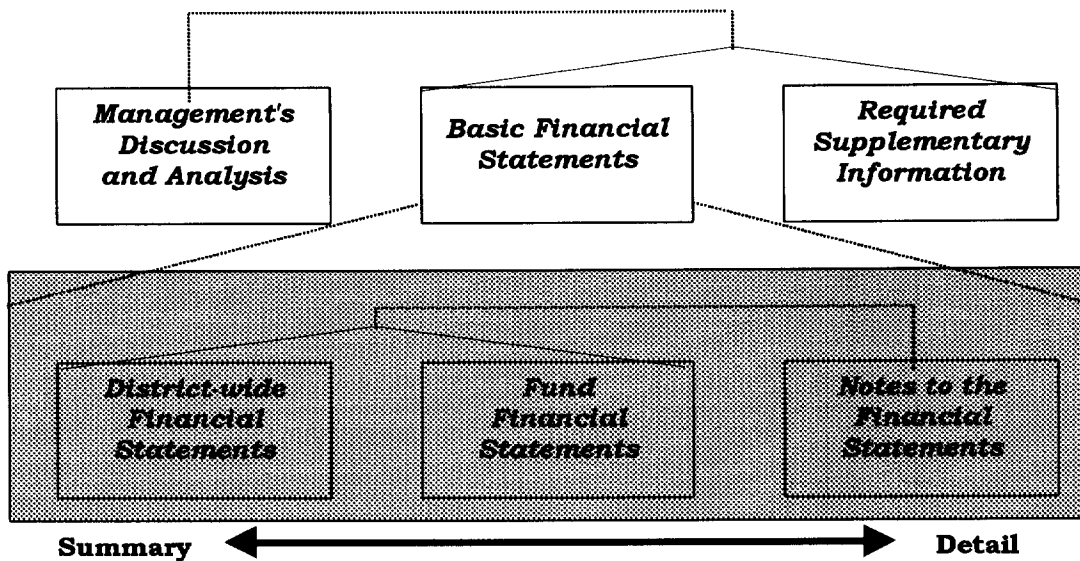 Management's
Discussion
and Analysis
Basic Financial
Statements
Required
Supplementary
Information
District-wide
Financial
Statements
Fund
Financial
Statements
Notes to the
Financial
Statements
Summary
Detail